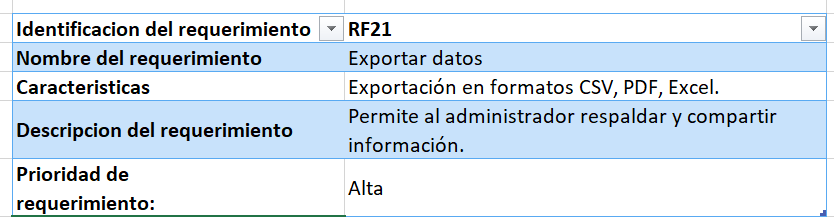 Identificacion del requerimiento RF21
Nombre del requerimiento Exportar datos
Caracteristicas Exportación en formatos CSV, PDF, Excel.
Descripcion del requerimiento Permite al administrador respaldar y compartir
información.
Prioridad de
requerimiento: Alta